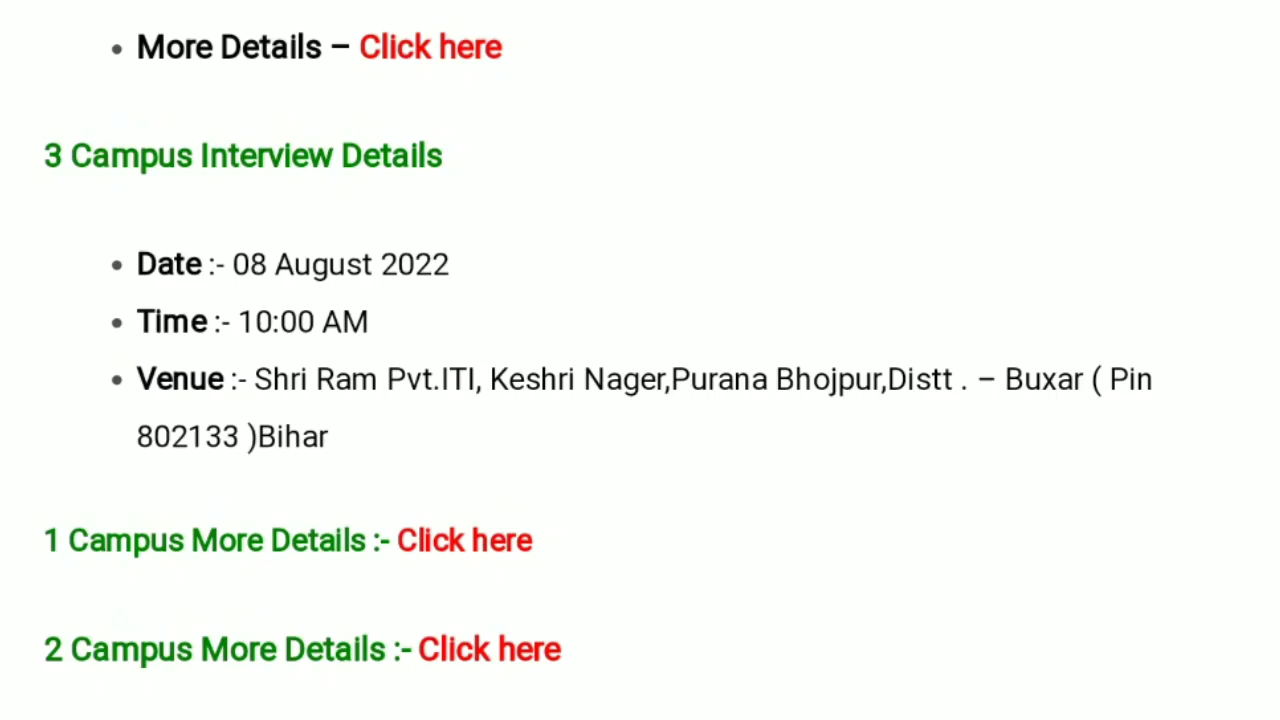 More Details – Click here
3 Campus Interview Details
Date :- 08 August 2022
Time :- 10:00 AM
Venue :- Shri Ram Pvt.ITI, Keshri Nager,Purana Bhojpur,Distt . – Buxar ( Pin
802133 )Bihar
1 Campus More Details :- Click here
2 Campus More Details :- Click here